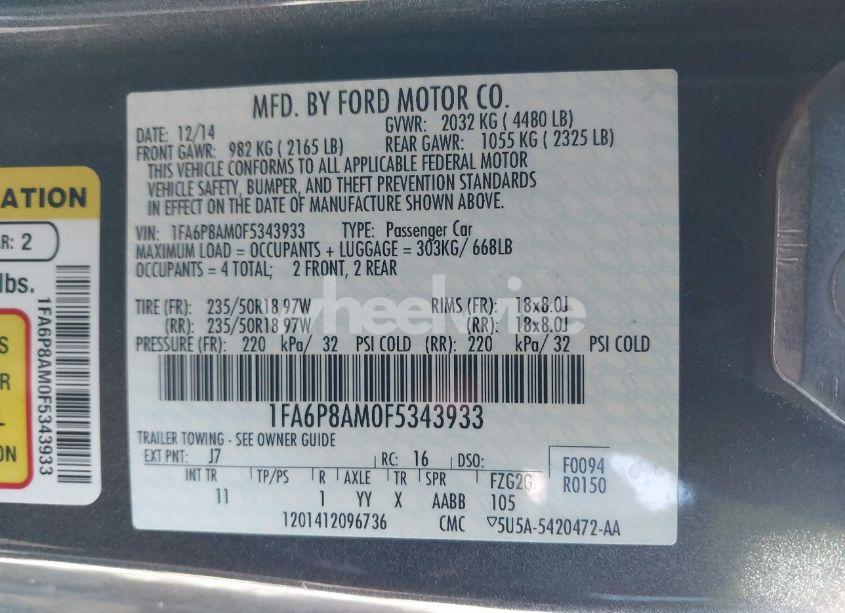 MFD. BY FORD MOTOR CO.
DATE: 12/14 GVWR: 2032 KG ( 4480 LB)
FRONT GAWR: 982 KG ( 2165 LB) REAR GAWR: 1055 KG ( 2325 LB)
THIS VEHICLE CONFORMS TO ALL APPLICABLE FEDERAL MOTOR
VEHICLE SAFETY, BUMPER, AND THEFT PREVENTION STANDARDS
IN EFFECT ON THE DATE OF MANUFACTURE SHOWN ABOVE.
VIN: 1FA6P8AM0F5343933 TYPE: Passenger Car
MAXIMUM LOAD = OCCUPANTS + LUGGAGE = 303KG/ 668LB
OCCUPANTS = 4 TOTAL; 2 FRONT, 2 REAR
TIRE (FR): 235/50R18 97W RIMS (FR): 18x8.0J
(RR): 235/50R18 97W (RR): 18x8.0J
PRESSURE (FR): 220 kPa/ 32 PSI COLD (RR): 220 kPa/ 32 PSI COLD
1FA6P8AM0F5343933
TRAILER TOWING - SEE OWNER GUIDE
EXT PNT: J7 RC: 16 DSO: F0094
R0150
INT TR TP/PS R AXLE TR SPR FZG2G
11 1 YY X AABB 105
1201412096736 CMC ▽5U5A-5420472-AA
ATION
AR: 2
lbs.
S
R
L
ON
1FA6P8AM0F5343933
wheelwire